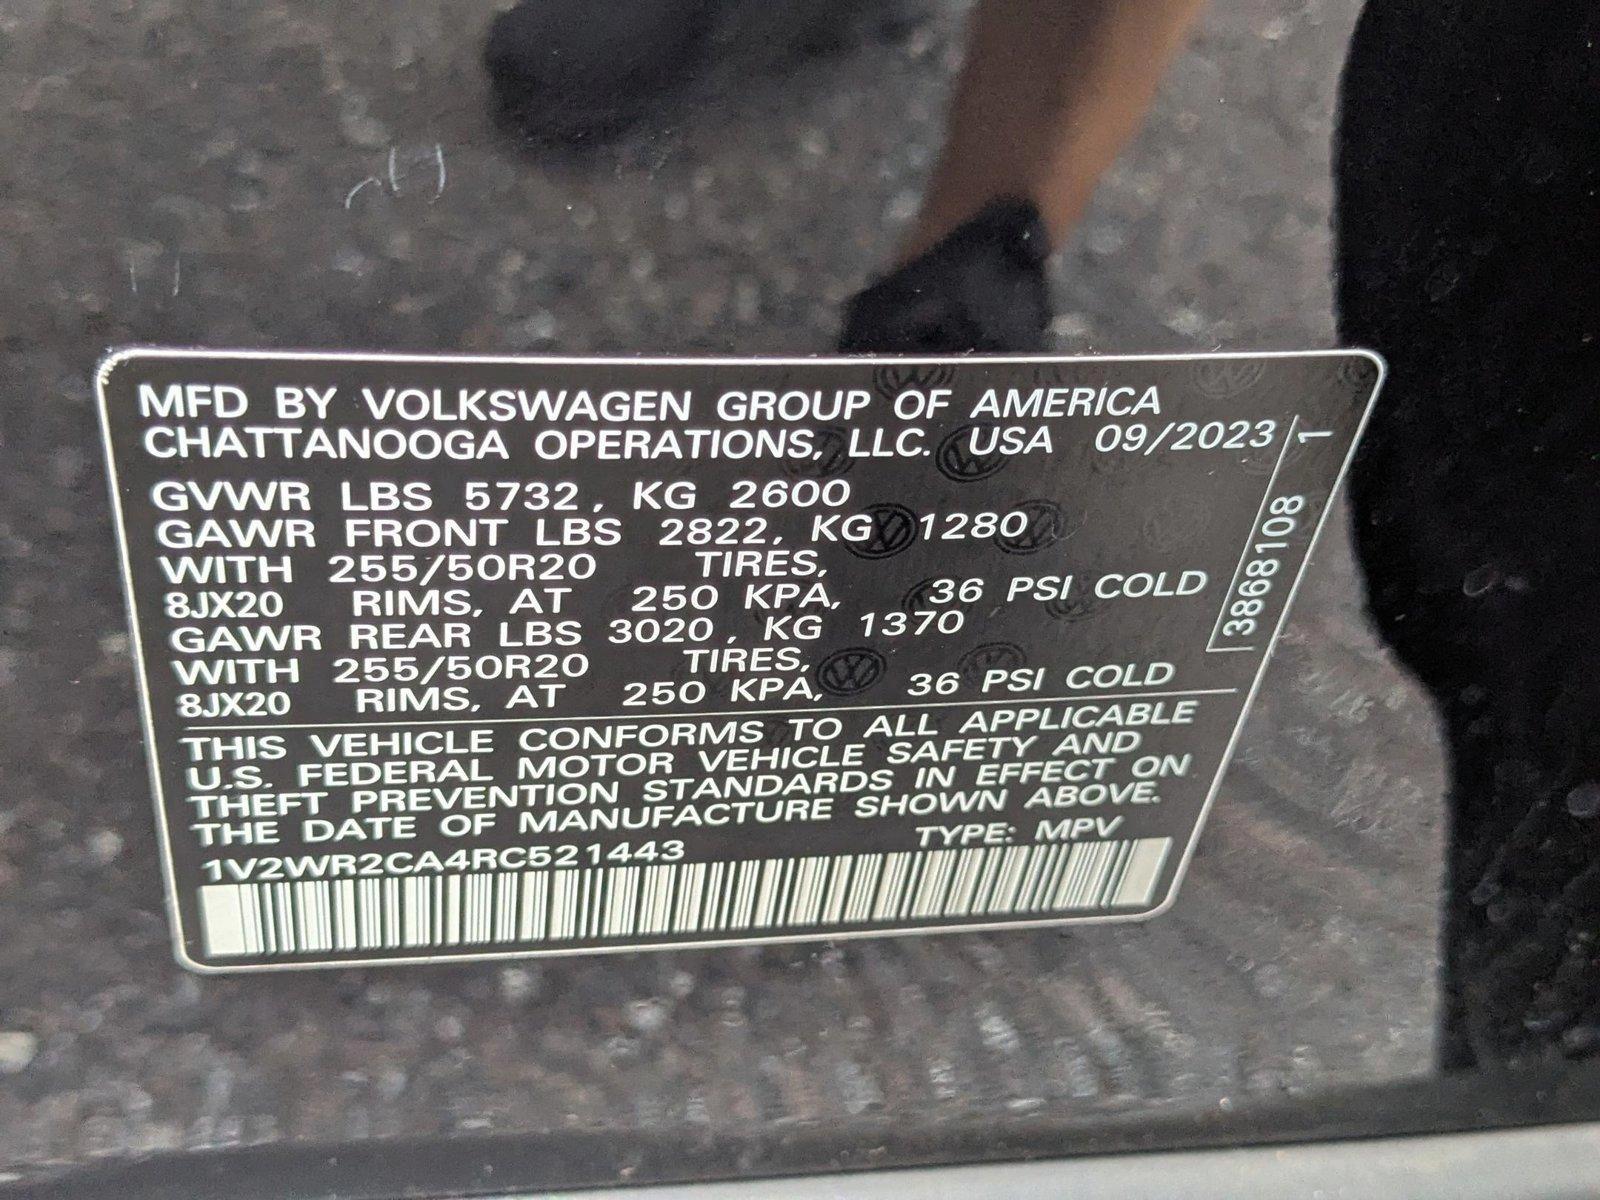 MFD BY VOLKSWAGEN GROUP OF AMERICA
CHATTANOOGA OPERATIONS, LLC. USA 09/2023
GVWR LBS 5732, KG 2600
GAWR FRONT LBS 2822, KG 1280
WITH 255/50R20 TIRES,
8JX20 RIMS, AT 250 KPA, 36 PSI COLD
GAWR REAR LBS 3020, KG 1370
WITH 255/50R20 TIRES,
8JX20 RIMS, AT 250 KPA, 36 PSI COLD
THIS VEHICLE CONFORMS TO ALL APPLICABLE
U.S. FEDERAL MOTOR VEHICLE SAFETY AND
THEFT PREVENTION STANDARDS IN EFFECT ON
THE DATE OF MANUFACTURE SHOWN ABOVE.
1V2WR2CA4RC521443 TYPE: MPV
3868108 1